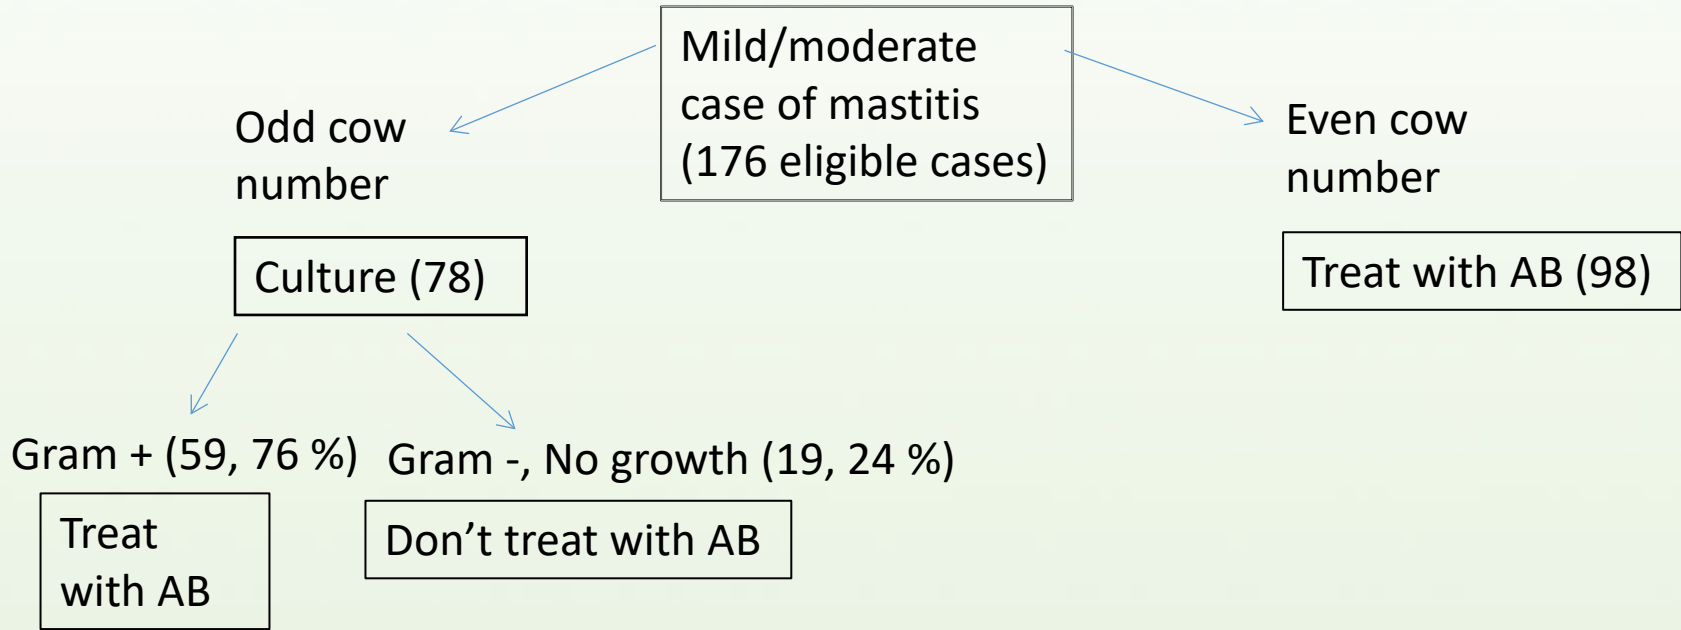 Mild/moderate
case of mastitis
(176 eligible cases)
Odd cow
number
Even cow
number
Culture (78)
Treat with AB (98)
Gram + (59, 76 %)
Gram -, No growth (19, 24 %)
Treat
with AB
Don’t treat with AB